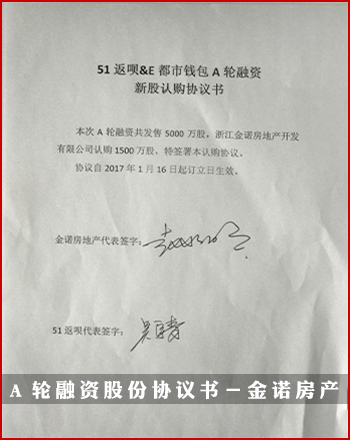 51 返呗&E 都市钱包 A 轮融资
新股认购协议书
本次 A 轮融资共发售 5000 万股，浙江金诺房地产开发
有限公司认购 1500 万股，特签署本认购协议。
协议自 2017 年 1 月 16 日起订立日生效。
金诺房地产代表签字：
51 返呗代表签字：
A 轮融资股份协议书－金诺房产